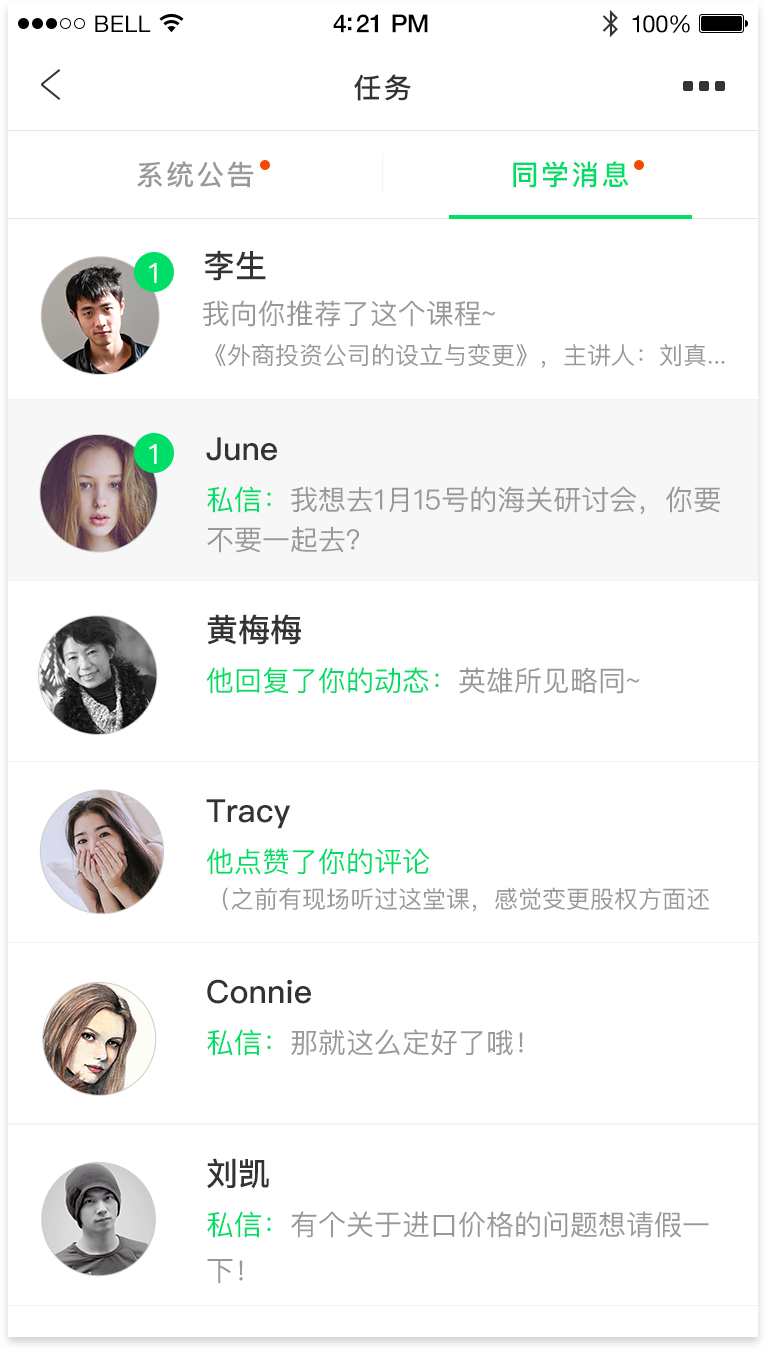 BELL 4:21 PM 100%
任务
系统公告 同学消息
1
李生
我向你推荐了这个课程~
《外商投资公司的设立与变更》，主讲人：刘真...
1
June
私信：我想去1月15号的海关研讨会，你要
不要一起去?
黄梅梅
他回复了你的动态：英雄所见略同~
Tracy
他点赞了你的评论
（之前有现场听过这堂课，感觉变更股权方面还
Connie
私信：那就这么定好了哦！
刘凯
私信：有个关于进口价格的问题想请假一
下！